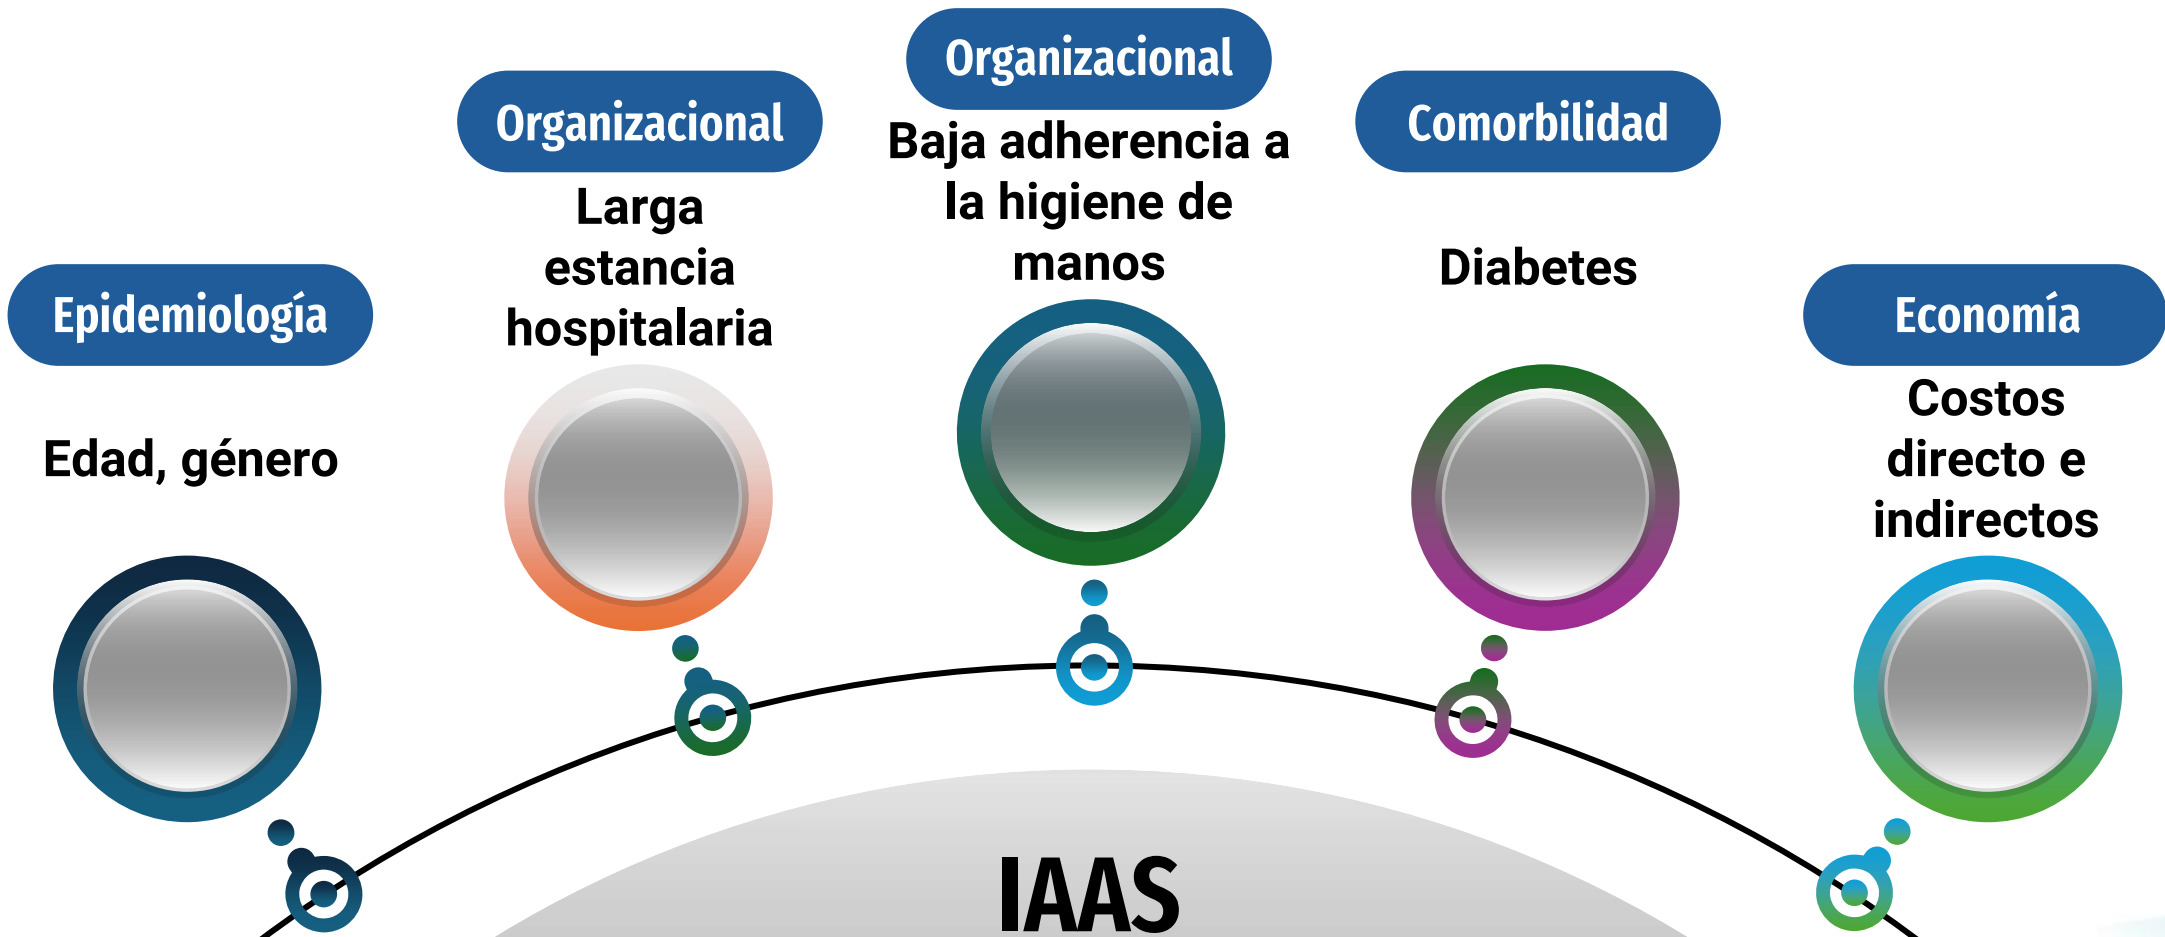 Epidemiología
Edad, género
Organizacional
Larga
estancia
hospitalaria
Organizacional
Baja adherencia a
la higiene de
manos
Comorbilidad
Diabetes
Economía
Costos
directo e
indirectos
IAAS